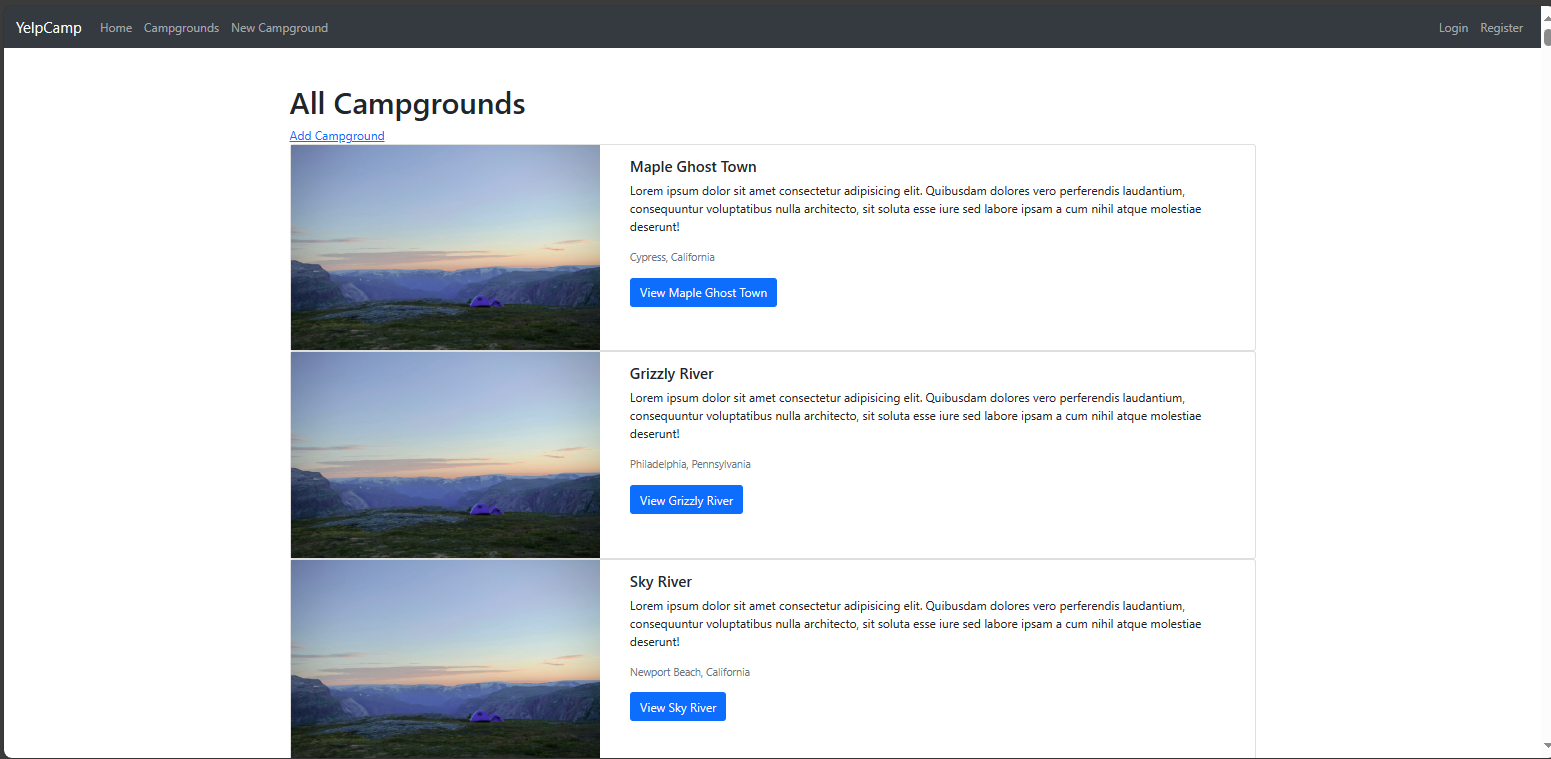 YelpCamp Home Campgrounds New Campground Login Register
All Campgrounds
Add Campground
Maple Ghost Town
Lorem ipsum dolor sit amet consectetur adipisicing elit. Quibusdam dolores vero perferendis laudantium,
consequuntur voluptatibus nulla architecto, sit soluta esse iure sed labore ipsam a cum nihil atque molestiae
deserunt!
Cypress, California
View Maple Ghost Town
Grizzly River
Lorem ipsum dolor sit amet consectetur adipisicing elit. Quibusdam dolores vero perferendis laudantium,
consequuntur voluptatibus nulla architecto, sit soluta esse iure sed labore ipsam a cum nihil atque molestiae
deserunt!
Philadelphia, Pennsylvania
View Grizzly River
Sky River
Lorem ipsum dolor sit amet consectetur adipisicing elit. Quibusdam dolores vero perferendis laudantium,
consequuntur voluptatibus nulla architecto, sit soluta esse iure sed labore ipsam a cum nihil atque molestiae
deserunt!
Newport Beach, California
View Sky River